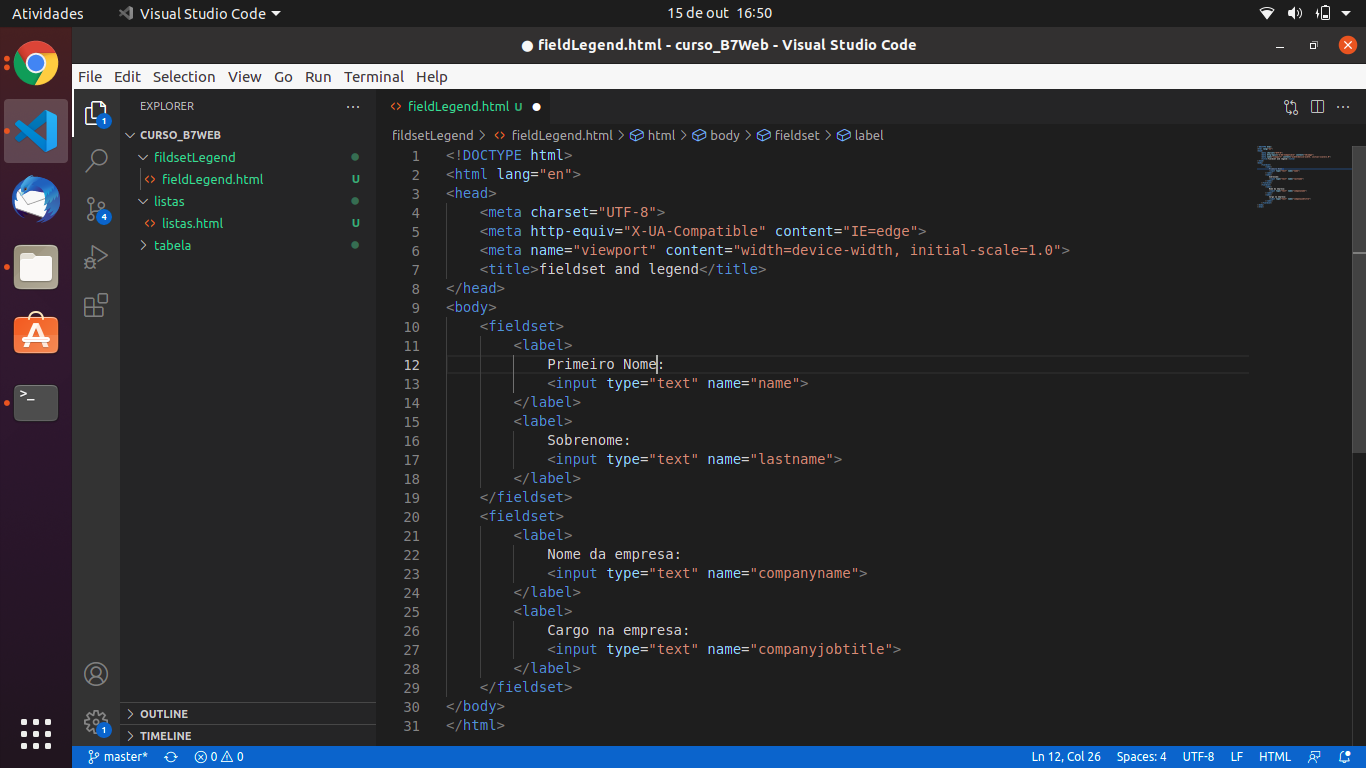 Atividades Visual Studio Code 15 de out 16:50
● fieldLegend.html - curso_B7Web - Visual Studio Code
File Edit Selection View Go Run Terminal Help
EXPLORER ···
CURSO_B7WEB
fildsetLegend
fieldLegend.html U
listas
listas.html U
tabela
OUTLINE
TIMELINE
1
4
1
fieldLegend.html U
fildsetLegend > fieldLegend.html > html > body > fieldset > label
1 <!DOCTYPE html>
2 <html lang="en">
3 <head>
4 <meta charset="UTF-8">
5 <meta http-equiv="X-UA-Compatible" content="IE=edge">
6 <meta name="viewport" content="width=device-width, initial-scale=1.0">
7 <title>fieldset and legend</title>
8 </head>
9 <body>
10 <fieldset>
11 <label>
12 Primeiro Nome:
13 <input type="text" name="name">
14 </label>
15 <label>
16 Sobrenome:
17 <input type="text" name="lastname">
18 </label>
19 </fieldset>
20 <fieldset>
21 <label>
22 Nome da empresa:
23 <input type="text" name="companyname">
24 </label>
25 <label>
26 Cargo na empresa:
27 <input type="text" name="companyjobtitle">
28 </label>
29 </fieldset>
30 </body>
31 </html>
master* 0 0 Ln 12, Col 26 Spaces: 4 UTF-8 LF HTML